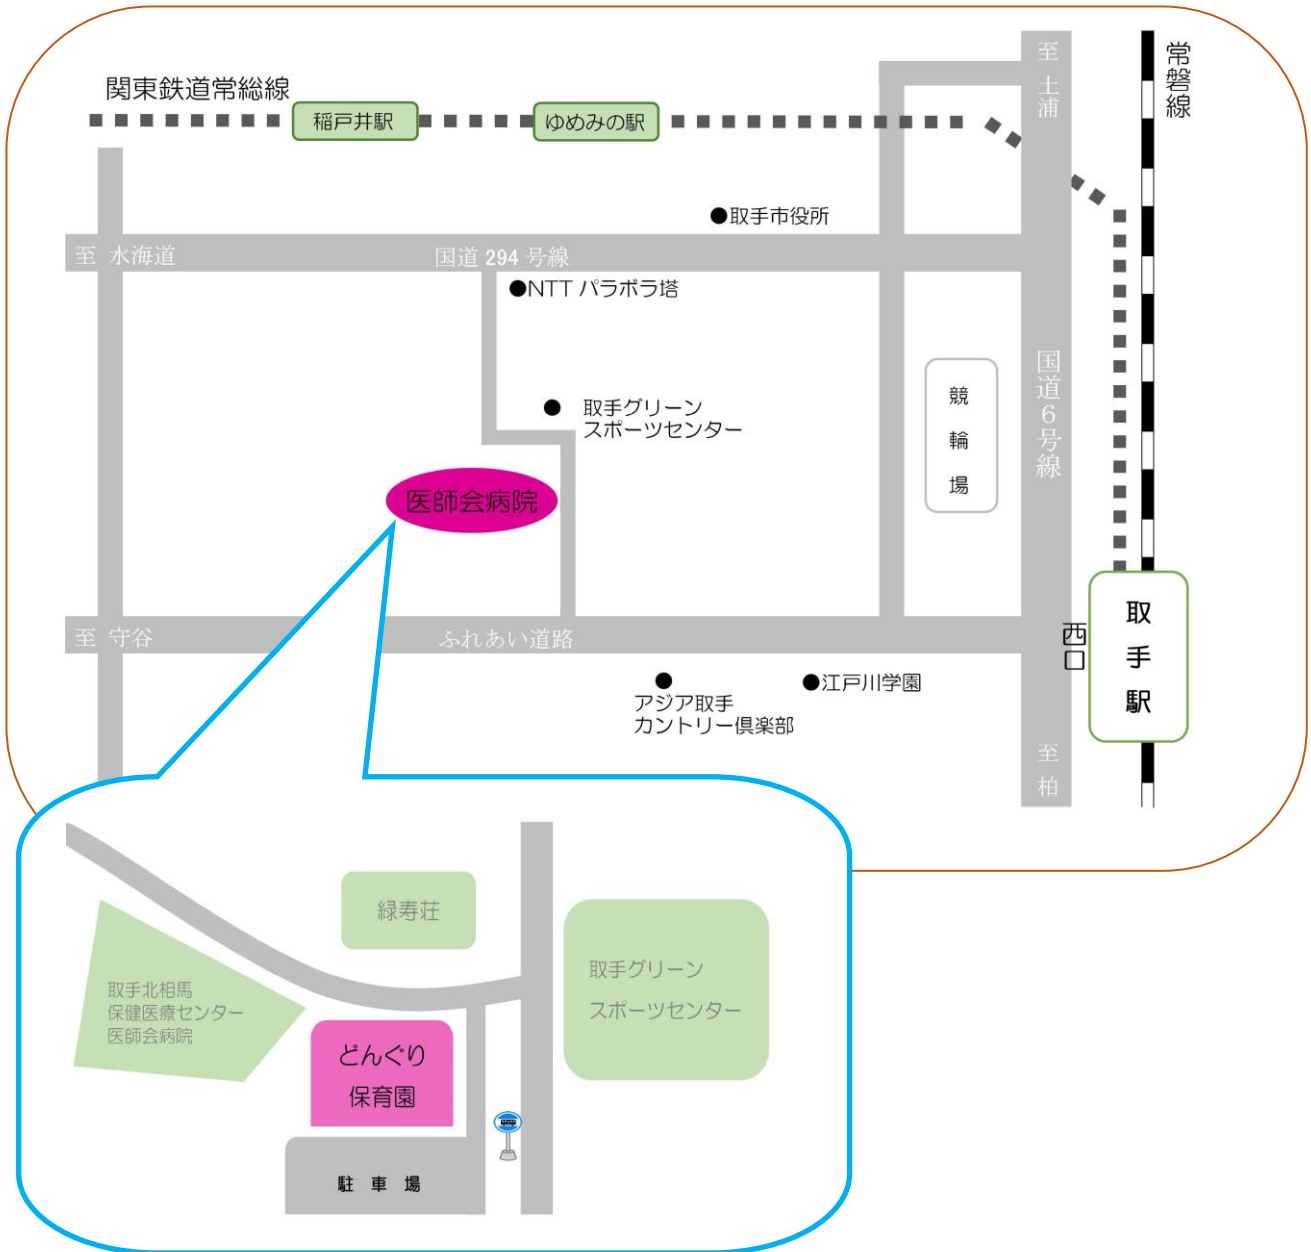 関東鉄道常総線
稲戸井駅
ゆめみの駅
至 土浦
常磐線
●取手市役所
至 水海道
国道 294 号線
●NTT パラボラ塔
国道6号線
競輪場
● 取手グリーン
スポーツセンター
医師会病院
至 守谷
ふれあい道路
西口
取手駅
●
アジア取手
カントリー倶楽部
●江戸川学園
至 柏
緑寿荘
取手グリーン
スポーツセンター
取手北相馬
保健医療センター
医師会病院
どんぐり
保育園
駐 車 場